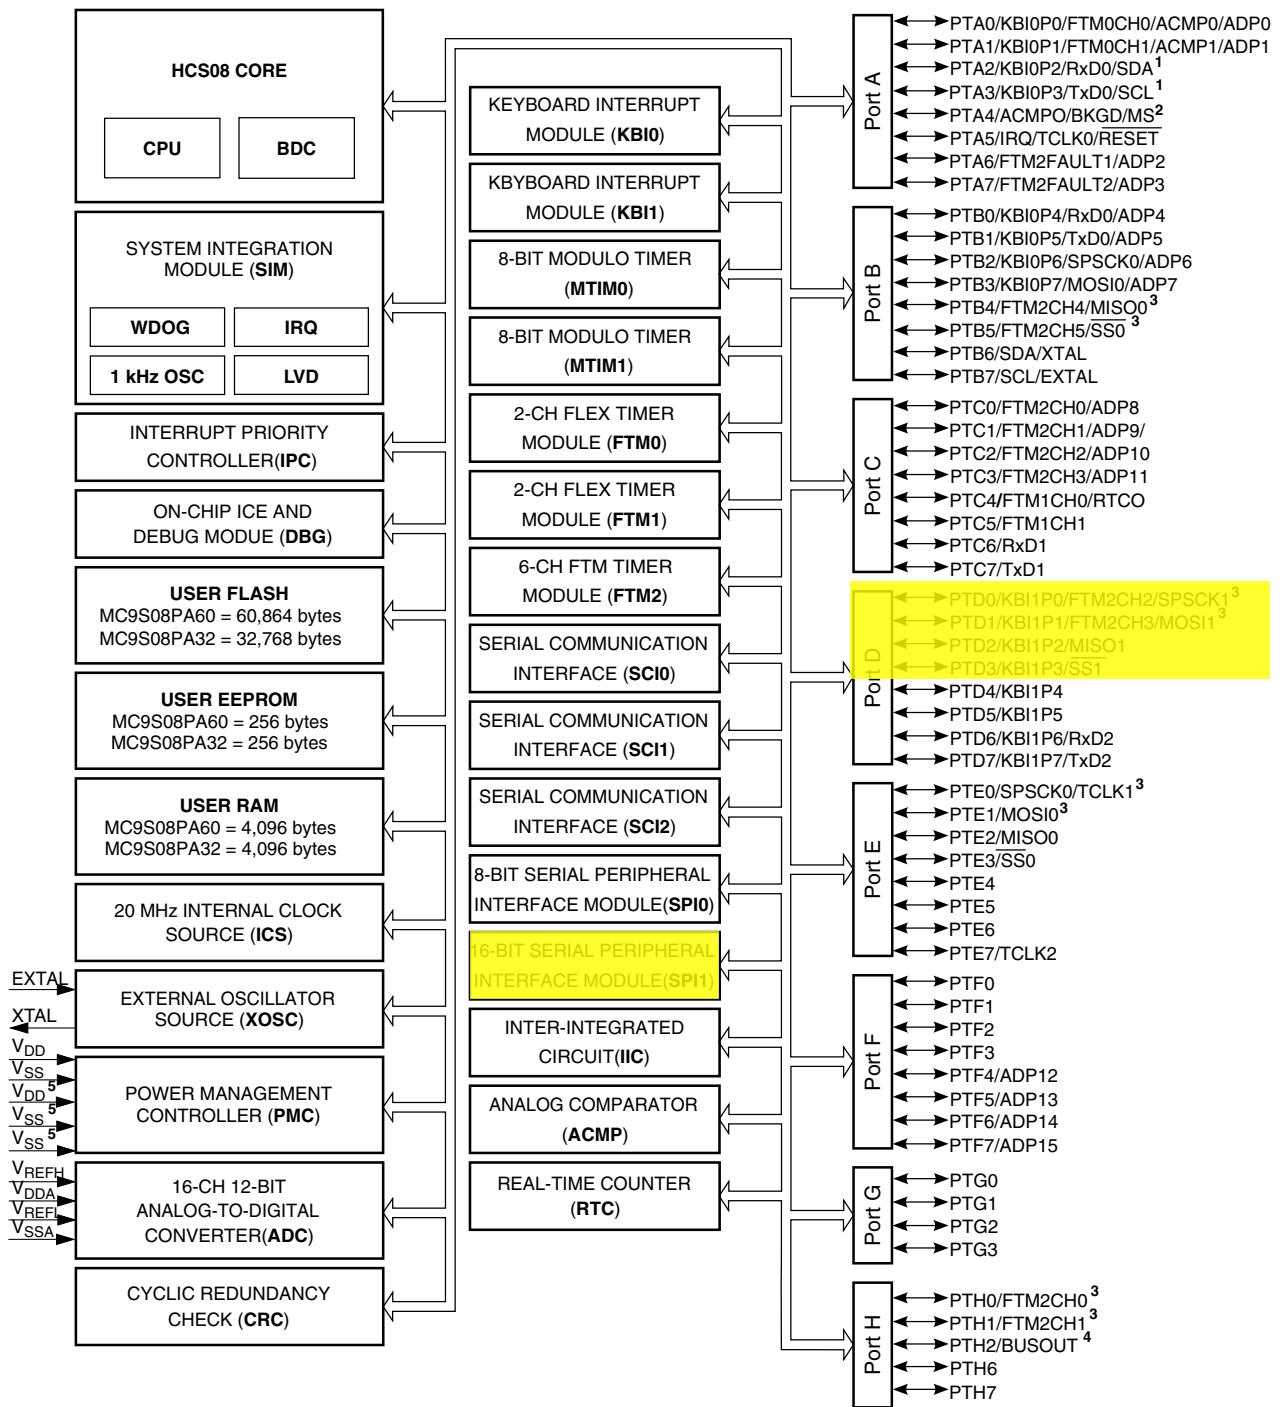 HCS08 CORE
CPU
BDC
SYSTEM INTEGRATION
MODULE (SIM)
WDOG
IRQ
1 kHz OSC
LVD
INTERRUPT PRIORITY
CONTROLLER(IPC)
ON-CHIP ICE AND
DEBUG MODUE (DBG)
USER FLASH
MC9S08PA60 = 60,864 bytes
MC9S08PA32 = 32,768 bytes
USER EEPROM
MC9S08PA60 = 256 bytes
MC9S08PA32 = 256 bytes
USER RAM
MC9S08PA60 = 4,096 bytes
MC9S08PA32 = 4,096 bytes
20 MHz INTERNAL CLOCK
SOURCE (ICS)
EXTAL
XTAL
EXTERNAL OSCILLATOR
SOURCE (XOSC)
VDD
VSS
VDD 5
VSS 5
VSS 5
POWER MANAGEMENT
CONTROLLER (PMC)
VREFH
VDDA
VREFL
VSSA
16-CH 12-BIT
ANALOG-TO-DIGITAL
CONVERTER(ADC)
CYCLIC REDUNDANCY
CHECK (CRC)
KEYBOARD INTERRUPT
MODULE (KBI0)
KBYBOARD INTERRUPT
MODULE (KBI1)
8-BIT MODULO TIMER
(MTIM0)
8-BIT MODULO TIMER
(MTIM1)
2-CH FLEX TIMER
MODULE (FTM0)
2-CH FLEX TIMER
MODULE (FTM1)
6-CH FTM TIMER
MODULE (FTM2)
SERIAL COMMUNICATION
INTERFACE (SCI0)
SERIAL COMMUNICATION
INTERFACE (SCI1)
SERIAL COMMUNICATION
INTERFACE (SCI2)
8-BIT SERIAL PERIPHERAL
INTERFACE MODULE(SPI0)
16-BIT SERIAL PERIPHERAL
INTERFACE MODULE(SPI1)
INTER-INTEGRATED
CIRCUIT(IIC)
ANALOG COMPARATOR
(ACMP)
REAL-TIME COUNTER
(RTC)
Port A
PTA0/KBI0P0/FTM0CH0/ACMP0/ADP0
PTA1/KBI0P1/FTM0CH1/ACMP1/ADP1
PTA2/KBI0P2/RxD0/SDA 1
PTA3/KBI0P3/TxD0/SCL 1
PTA4/ACMPO/BKGD/MS 2
PTA5/IRQ/TCLK0/RESET
PTA6/FTM2FAULT1/ADP2
PTA7/FTM2FAULT2/ADP3
Port B
PTB0/KBI0P4/RxD0/ADP4
PTB1/KBI0P5/TxD0/ADP5
PTB2/KBI0P6/SPSCK0/ADP6
PTB3/KBI0P7/MOSI0/ADP7
PTB4/FTM2CH4/MISO0 3
PTB5/FTM2CH5/SS0 3
PTB6/SDA/XTAL
PTB7/SCL/EXTAL
Port C
PTC0/FTM2CH0/ADP8
PTC1/FTM2CH1/ADP9/
PTC2/FTM2CH2/ADP10
PTC3/FTM2CH3/ADP11
PTC4/FTM1CH0/RTCO
PTC5/FTM1CH1
PTC6/RxD1
PTC7/TxD1
Port D
PTD0/KBI1P0/FTM2CH2/SPSCK1 3
PTD1/KBI1P1/FTM2CH3/MOSI1 3
PTD2/KBI1P2/MISO1
PTD3/KBI1P3/SS1
PTD4/KBI1P4
PTD5/KBI1P5
PTD6/KBI1P6/RxD2
PTD7/KBI1P7/TxD2
Port E
PTE0/SPSCK0/TCLK1 3
PTE1/MOSI0 3
PTE2/MISO0
PTE3/SS0
PTE4
PTE5
PTE6
PTE7/TCLK2
Port F
PTF0
PTF1
PTF2
PTF3
PTF4/ADP12
PTF5/ADP13
PTF6/ADP14
PTF7/ADP15
Port G
PTG0
PTG1
PTG2
PTG3
Port H
PTH0/FTM2CH0 3
PTH1/FTM2CH1 3
PTH2/BUSOUT 4
PTH6
PTH7